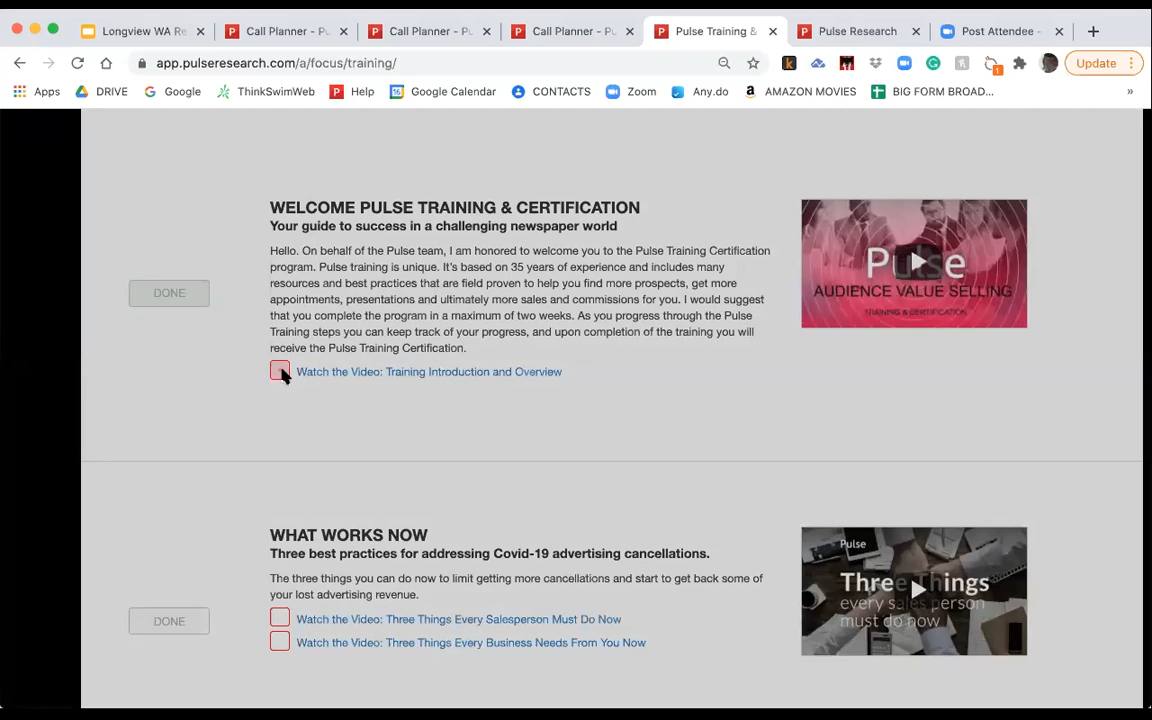 Longview WA Re
Call Planner - Pu
Call Planner - Pu
Call Planner - Pu
Pulse Training &
Pulse Research
Post Attendee -
app.pulseresearch.com/a/focus/training/
1
Update
Apps
DRIVE
Google
ThinkSwimWeb
Help
Google Calendar
CONTACTS
Zoom
Any.do
AMAZON MOVIES
BIG FORM BROAD...
WELCOME PULSE TRAINING & CERTIFICATION
Your guide to success in a challenging newspaper world
Hello. On behalf of the Pulse team, I am honored to welcome you to the Pulse Training Certification
program. Pulse training is unique. It's based on 35 years of experience and includes many
resources and best practices that are field proven to help you find more prospects, get more
appointments, presentations and ultimately more sales and commissions for you. I would suggest
that you complete the program in a maximum of two weeks. As you progress through the Pulse
Training steps you can keep track of your progress, and upon completion of the training you will
receive the Pulse Training Certification.
DONE
Watch the Video: Training Introduction and Overview
Pulse
AUDIENCE VALUE SELLING
TRAINING & CERTIFICATION
WHAT WORKS NOW
Three best practices for addressing Covid-19 advertising cancellations.
The three things you can do now to limit getting more cancellations and start to get back some of
your lost advertising revenue.
DONE
Watch the Video: Three Things Every Salesperson Must Do Now
Watch the Video: Three Things Every Business Needs From You Now
Pulse
Three Things
every sales person
must do now